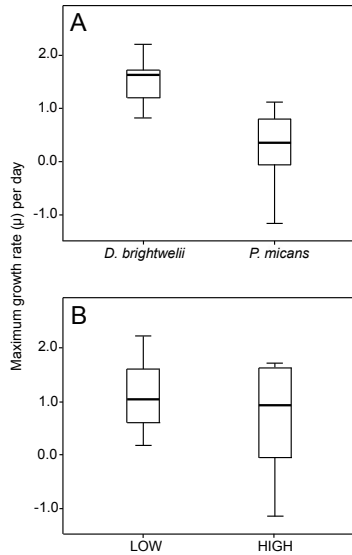 A
2.0
1.0
0.0
-1.0
D. brightwelii P. micans
Maximum growth rate (µ) per day
B
2.0
1.0
0.0
-1.0
LOW HIGH